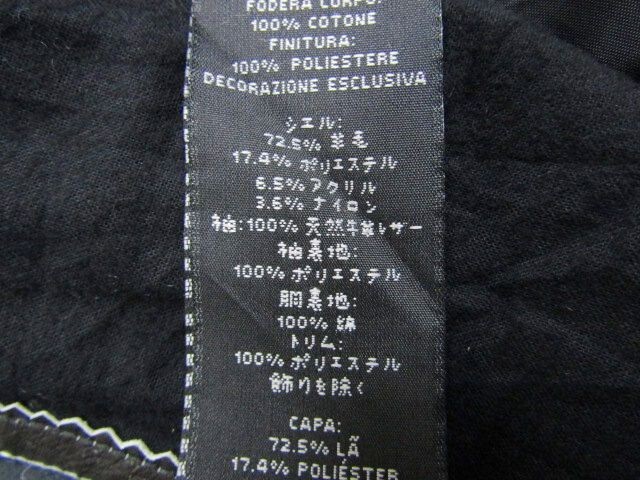 FODERA CORPO:
100% COTONE
FINITURA:
100% POLIESTERE
DECORAZIONE ESCLUSIVA
シエル:
72.5% 羊毛
17.4% ポリエステル
6.5% アクリル
3.6% ナイロン
袖:100% 天然牛革レザー
袖裏地:
100% ポリエステル
胴裏地:
100% 綿
トリム:
100% ポリエステル
飾りを除く
CAPA:
72.5% LÃ
17.4% POLIÉSTER